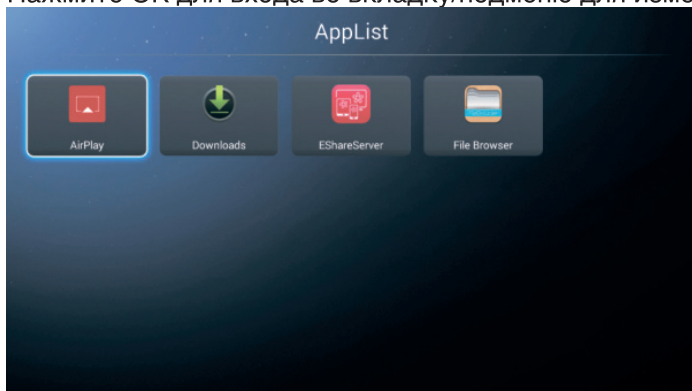 Нажмите ОК для входа во вкладку/подменю для
AppList
AirPlay
Downloads
EShareServer
File Browser